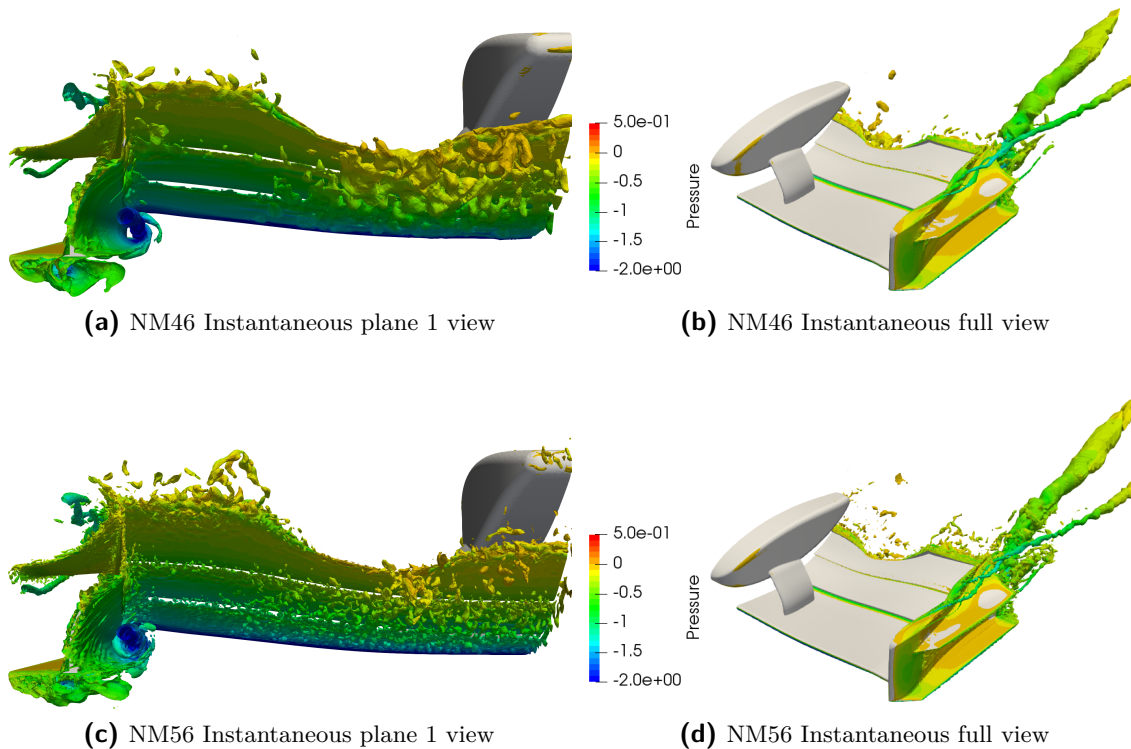 5.0e-01
0
-0.5
-1
-1.5
-2.0e+00
Pressure
(a) NM46 Instantaneous plane 1 view
(b) NM46 Instantaneous full view
5.0e-01
0
-0.5
-1
-1.5
-2.0e+00
Pressure
(c) NM56 Instantaneous plane 1 view
(d) NM56 Instantaneous full view